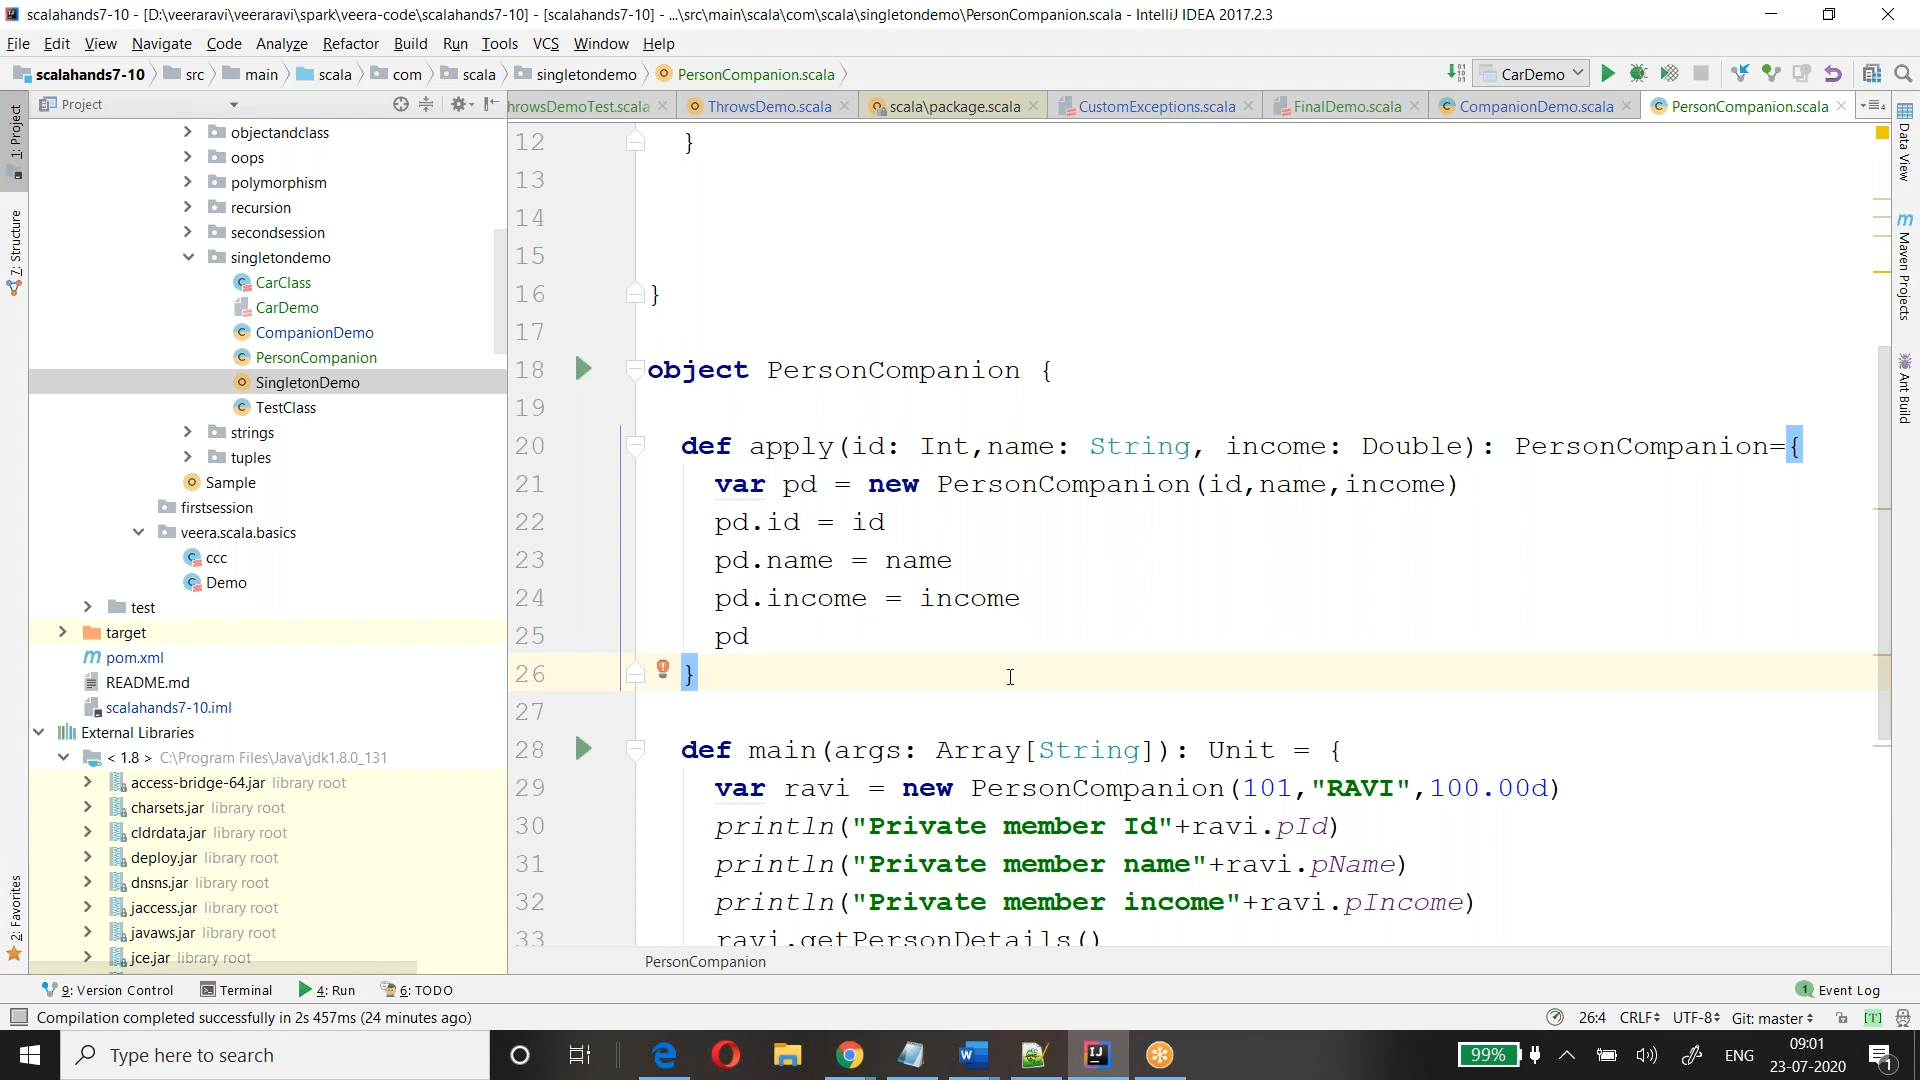 scalahands7-10 - [D:\veeraravi\veeraravi\spark\veera-code\scalahands7-10] - [scalahands7-10] - ...\src\main\scala\com\scala\singletondemo\PersonCompanion.scala - IntelliJ IDEA 2017.2.3
File Edit View Navigate Code Analyze Refactor Build Run Tools VCS Window Help
scalahands7-10 src main scala com scala singletondemo PersonCompanion.scala CarDemo
Project hrowsDemoTest.scala ThrowsDemo.scala scala\package.scala CustomExceptions.scala FinalDemo.scala CompanionDemo.scala PersonCompanion.scala
1: Project
7: Structure
2: Favorites
objectandclass
oops
polymorphism
recursion
secondsession
singletondemo
CarClass
CarDemo
CompanionDemo
PersonCompanion
SingletonDemo
TestClass
strings
tuples
Sample
firstsession
veera.scala.basics
ccc
Demo
test
target
pom.xml
README.md
scalahands7-10.iml
External Libraries
< 1.8 > C:\Program Files\Java\jdk1.8.0_131
access-bridge-64.jar library root
charsets.jar library root
cldrdata.jar library root
deploy.jar library root
dnsns.jar library root
jaccess.jar library root
javaws.jar library root
jce.jar library root
12 }
13
14
15
16 }
17
18 object PersonCompanion {
19
20 def apply(id: Int,name: String, income: Double): PersonCompanion={
21 var pd = new PersonCompanion(id,name,income)
22 pd.id = id
23 pd.name = name
24 pd.income = income
25 pd
26 }
27
28 def main(args: Array[String]): Unit = {
29 var ravi = new PersonCompanion(101,"RAVI",100.00d)
30 println("Private member Id"+ravi.pId)
31 println("Private member name"+ravi.pName)
32 println("Private member income"+ravi.pIncome)
33 ravi.getPersonDetails()
PersonCompanion
Data View
Maven Projects
Ant Build
9: Version Control Terminal 4: Run 6: TODO 1 Event Log
Compilation completed successfully in 2s 457ms (24 minutes ago) 26:4 CRLF UTF-8 Git: master [T]
Type here to search 99% ENG 09:01
23-07-2020 1